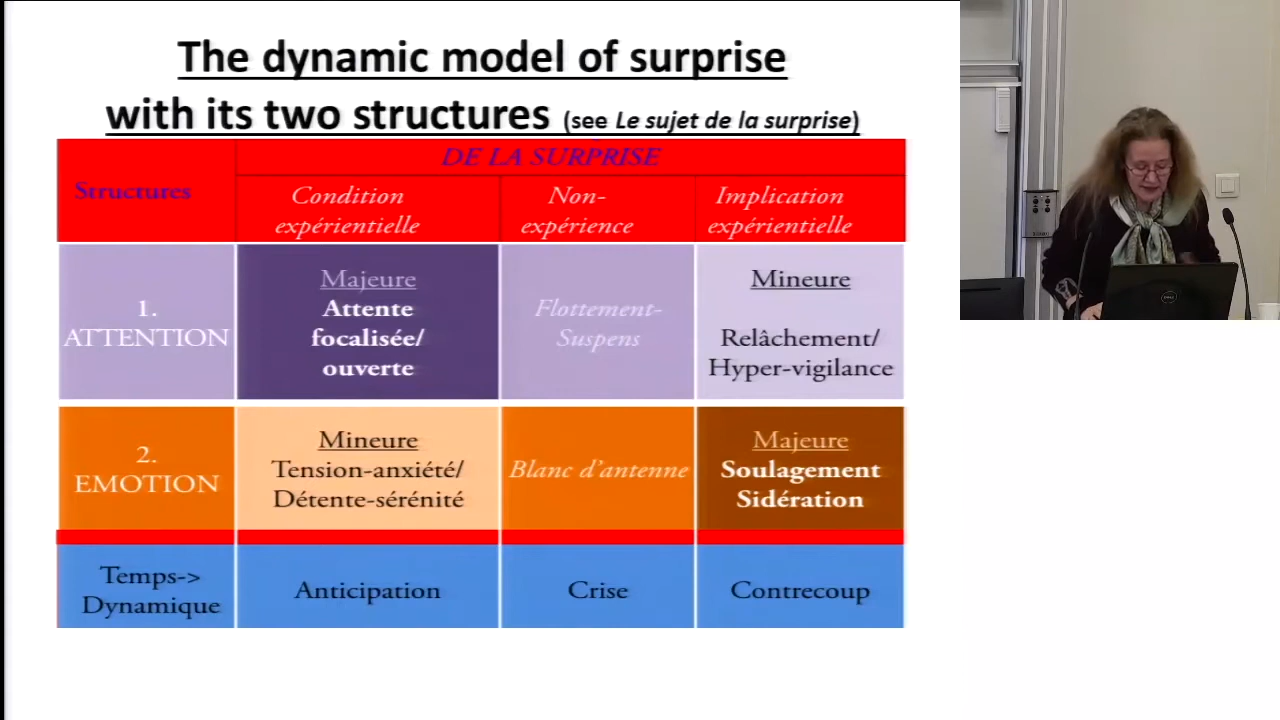 The dynamic model of surprise
with its two structures (see Le sujet de la surprise)
DE LA SURPRISE
Structures
Condition
expérientielle
Non-
expérience
Implication
expérientielle
1.
ATTENTION
Majeure
Attente
focalisée/
ouverte
Flottement-
Suspens
Mineure
Relâchement/
Hyper-vigilance
2.
EMOTION
Mineure
Tension-anxiété/
Détente-sérénité
Blanc d'antenne
Majeure
Soulagement
Sidération
Temps->
Dynamique
Anticipation
Crise
Contrecoup